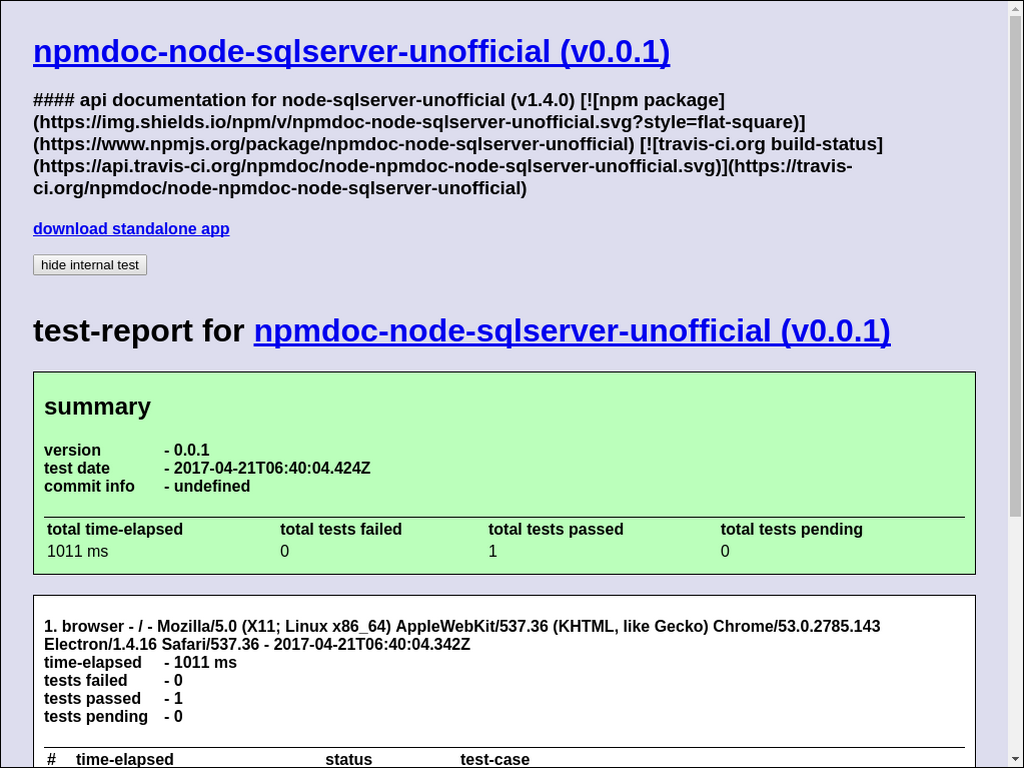 npmdoc-node-sqlserver-unofficial (v0.0.1)
#### api documentation for node-sqlserver-unofficial (v1.4.0) [![npm package]
(https://img.shields.io/npm/v/npmdoc-node-sqlserver-unofficial.svg?style=flat-square)]
(https://www.npmjs.org/package/npmdoc-node-sqlserver-unofficial) [![travis-ci.org build-status]
(https://api.travis-ci.org/npmdoc/node-npmdoc-node-sqlserver-unofficial.svg)](https://travis-
ci.org/npmdoc/node-npmdoc-node-sqlserver-unofficial)
download standalone app
hide internal test
test-report for npmdoc-node-sqlserver-unofficial (v0.0.1)
summary
version - 0.0.1
test date - 2017-04-21T06:40:04.424Z
commit info - undefined
total time-elapsed total tests failed total tests passed total tests pending
1011 ms 0 1 0
1. browser - / - Mozilla/5.0 (X11; Linux x86_64) AppleWebKit/537.36 (KHTML, like Gecko) Chrome/53.0.2785.143
Electron/1.4.16 Safari/537.36 - 2017-04-21T06:40:04.342Z
time-elapsed - 1011 ms
tests failed - 0
tests passed - 1
tests pending - 0
# time-elapsed status test-case